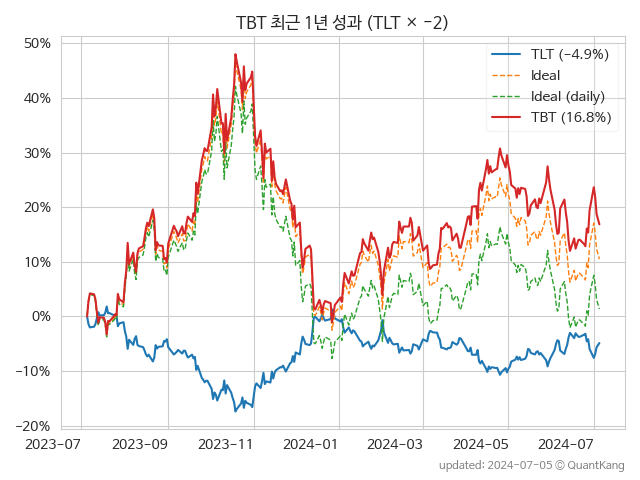 TBT 최근 1년 성과 (TLT × −2)
50%
40%
30%
20%
10%
0%
−10%
−20%
TLT (−4.9%)
Ideal
Ideal (daily)
TBT (16.8%)
2023−07
2023−09
2023−11
2024−01
2024−03
2024−05
2024−07
updated: 2024-07-05 © QuantKang